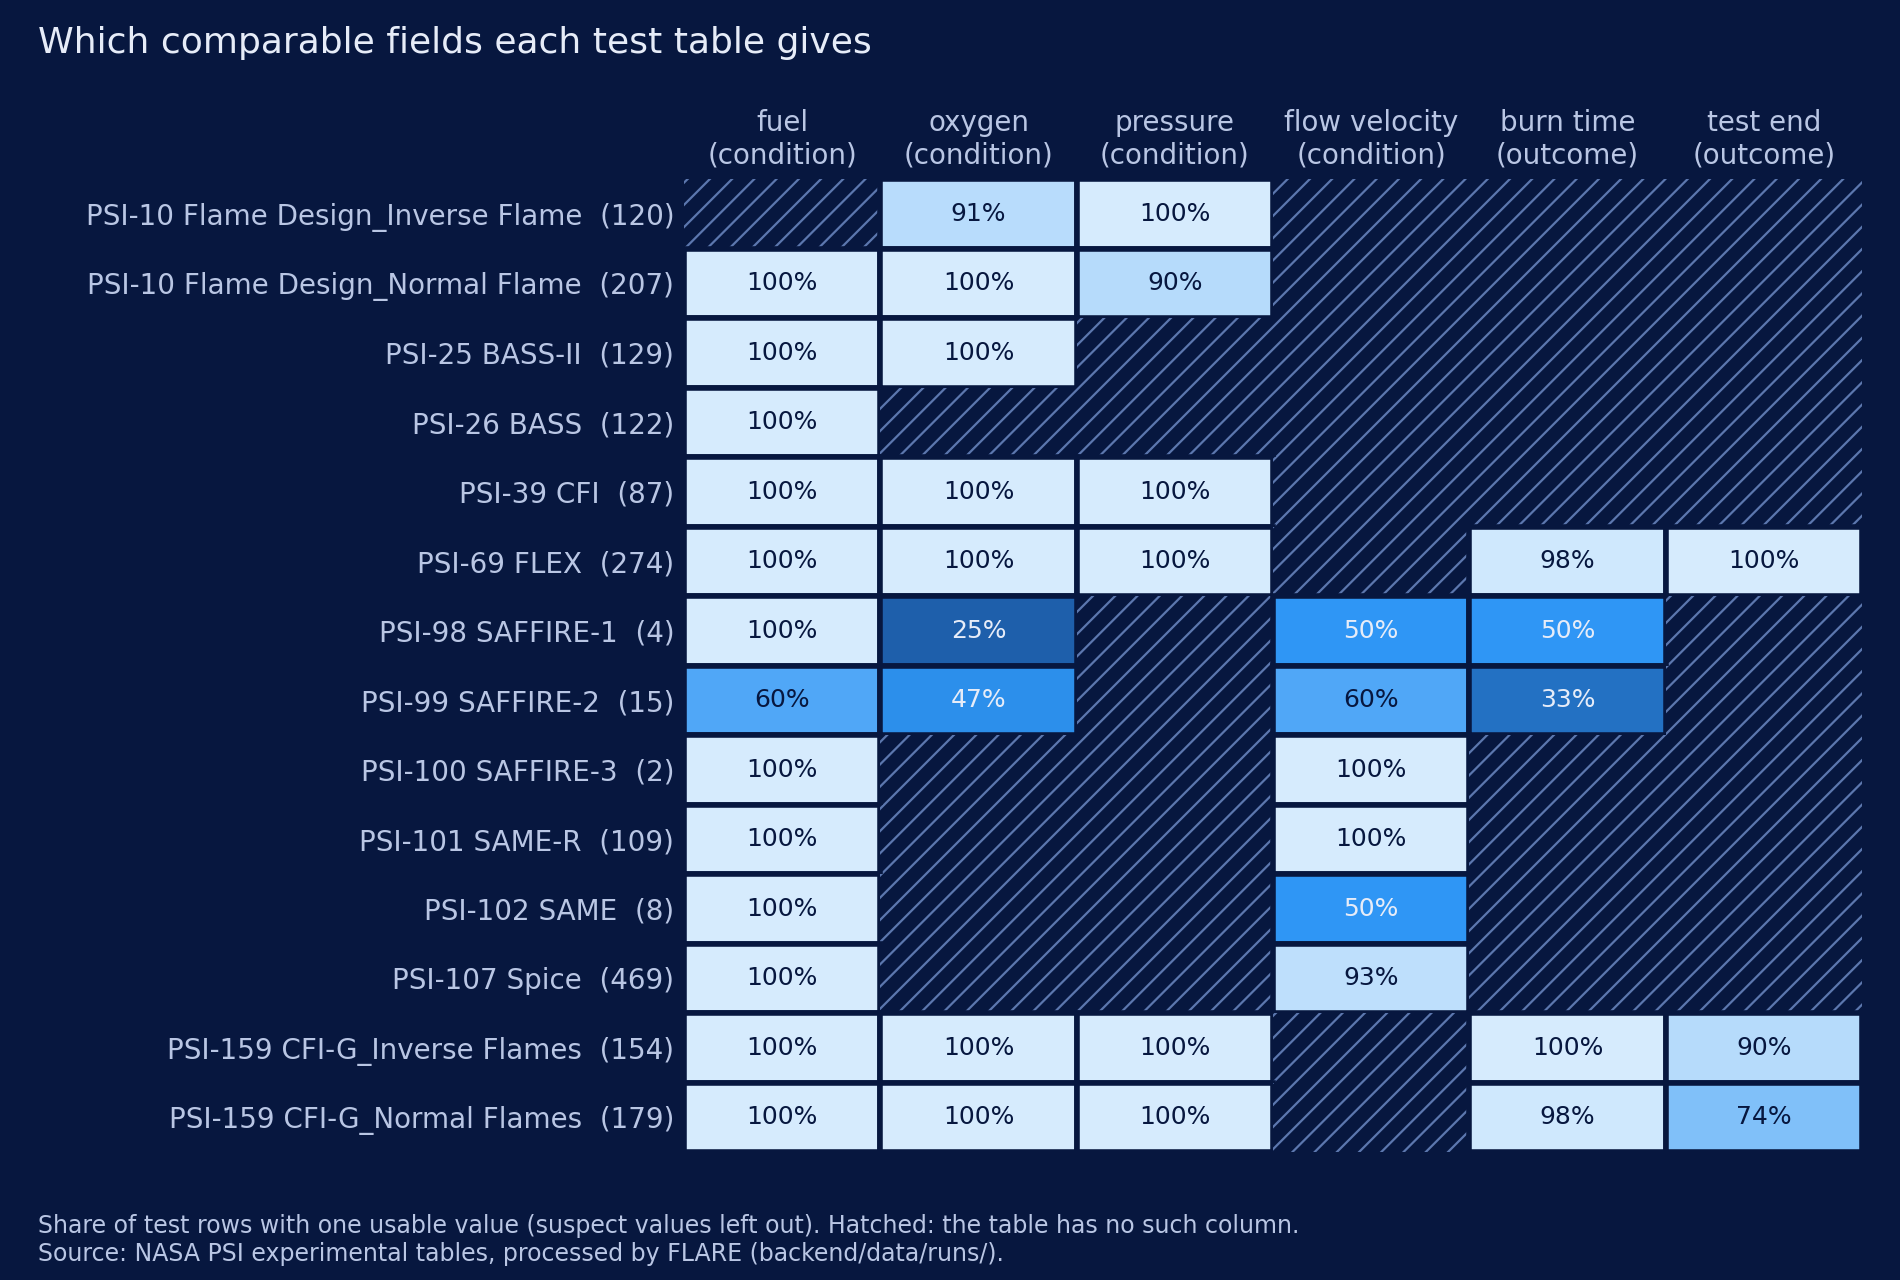 Which comparable fields each test table gives
fuel (condition) oxygen (condition) pressure (condition) flow velocity (condition) burn time (outcome) test end (outcome)
PSI-10 Flame Design_Inverse Flame (120) 91% 100%
PSI-10 Flame Design_Normal Flame (207) 100% 100% 90%
PSI-25 BASS-II (129) 100% 100%
PSI-26 BASS (122) 100%
PSI-39 CFI (87) 100% 100% 100%
PSI-69 FLEX (274) 100% 100% 100% 98% 100%
PSI-98 SAFFIRE-1 (4) 100% 25% 50% 50%
PSI-99 SAFFIRE-2 (15) 60% 47% 60% 33%
PSI-100 SAFFIRE-3 (2) 100% 100%
PSI-101 SAME-R (109) 100% 100%
PSI-102 SAME (8) 100% 50%
PSI-107 Spice (469) 100% 93%
PSI-159 CFI-G_Inverse Flames (154) 100% 100% 100% 100% 90%
PSI-159 CFI-G_Normal Flames (179) 100% 100% 100% 98% 74%
Share of test rows with one usable value (suspect values left out). Hatched: the table has no such column.
Source: NASA PSI experimental tables, processed by FLARE (backend/data/runs/).